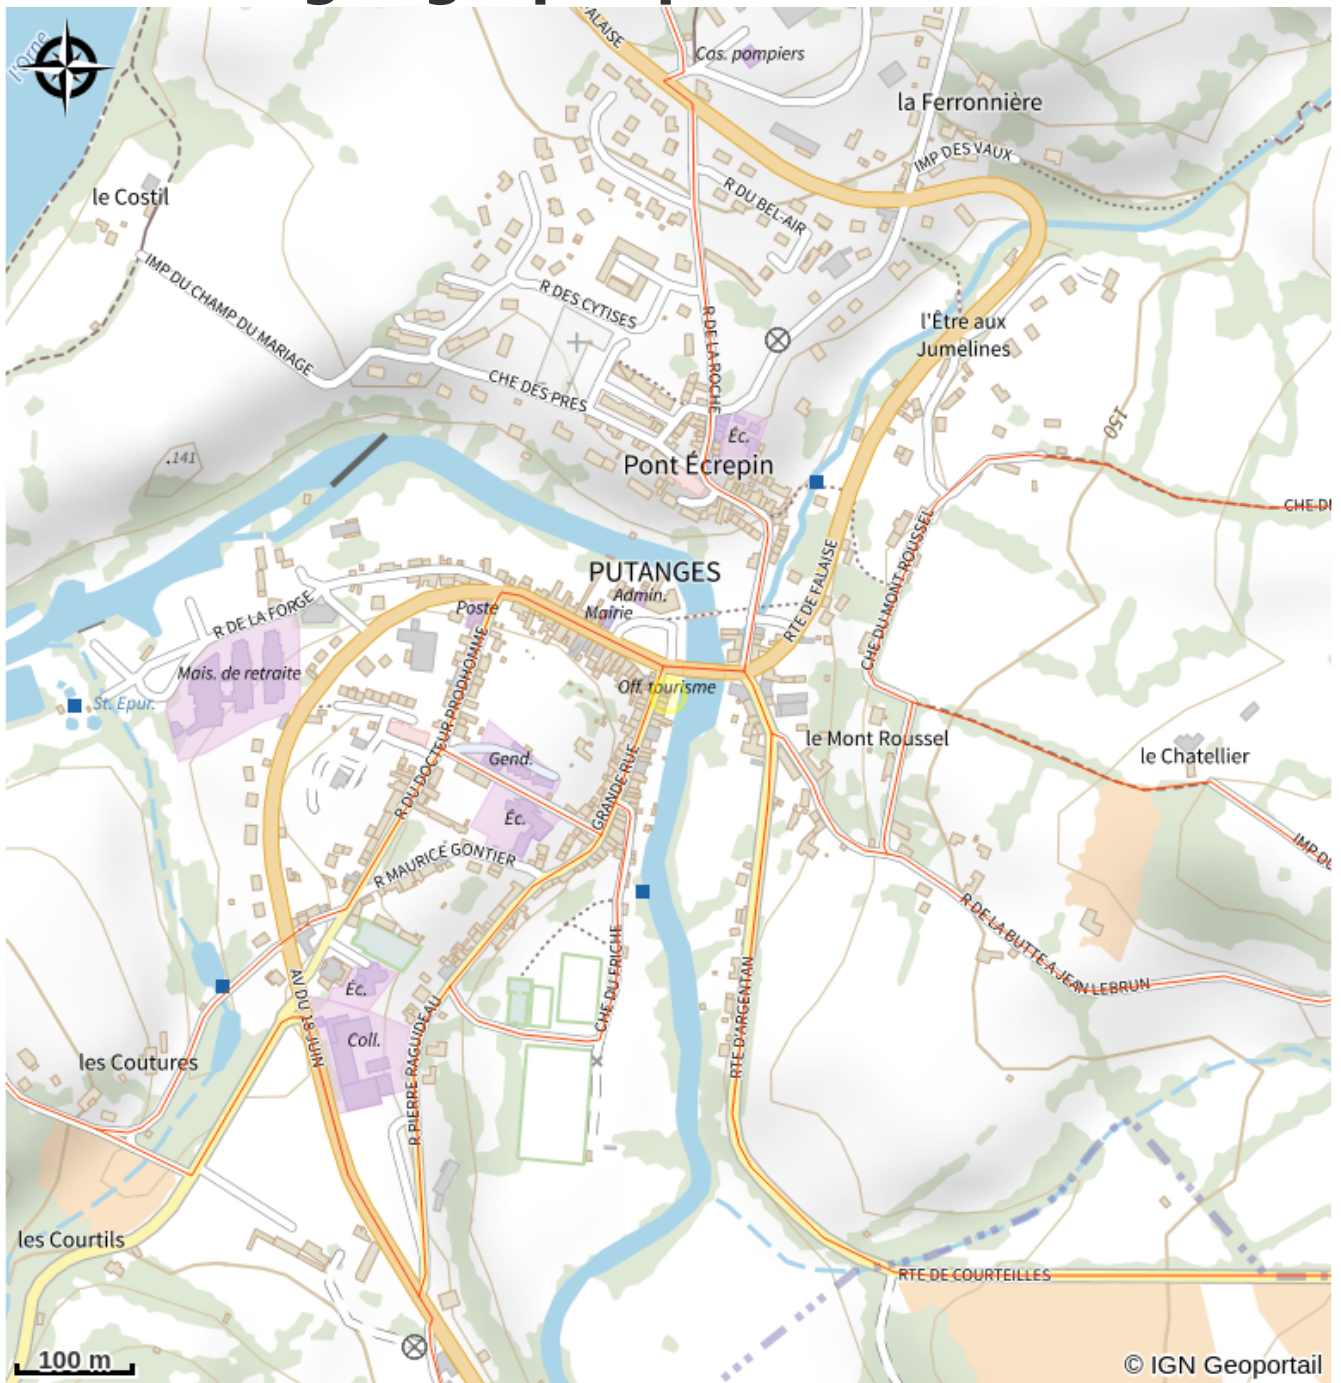 FALAISE
Cas. pompiers
l'Orne
la Ferronnière
IMP DES VAUX
le Costil
R DU BEL-AIR
IMP DU CHAMP DU MARIAGE
R DES CYTISES
R DE LA ROCHE
l'Être aux
Jumelines
CHE DES PRES
150
Éc.
.141
Pont Écrepin
CHE DU MONT ROUSSEL
PUTANGES
Admin.
Mairie
Poste
R DE LA FORGE
RTE DE FALAISE
Mais. de retraite
Off. tourisme
St. Epur.
R DU DOCTEUR PRODHOMME
le Mont Roussel
le Chatellier
Gend.
GRANDE RUE
Éc.
IMP DU
R MAURICE GONTIER
R DE LA BUTTE A JEAN LEBRUN
CHE DU FRICHE
RTE D'ARGENTAN
AV DU 18 JUIN
Éc.
Coll.
R PIERRE RAGUIDEAU
les Coutures
les Courtils
RTE DE COURTEILLES
100 m
© IGN Geoportail